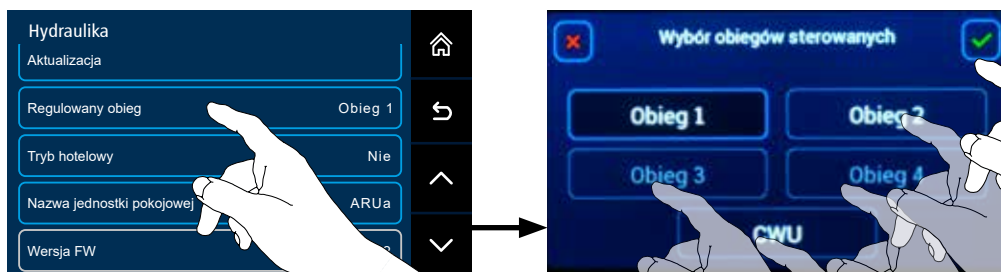 Hydraulika
Aktualizacja
Regulowany obieg Obieg 1
Tryb hotelowy Nie
Nazwa jednostki pokojowej ARUa
Wersja FW
Wybór obiegów sterowanych
Obieg 1 Obieg 2
Obieg 3 Obieg 4
CWU